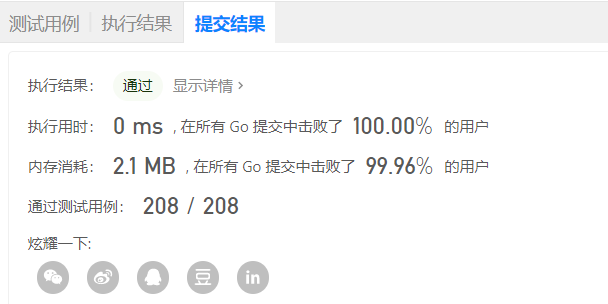 测试用例 执行结果 提交结果
执行结果： 通过 显示详情 >
执行用时： 0 ms , 在所有 Go 提交中击败了 100.00% 的用户
内存消耗： 2.1 MB , 在所有 Go 提交中击败了 99.96% 的用户
通过测试用例： 208 / 208
炫耀一下:
豆 in